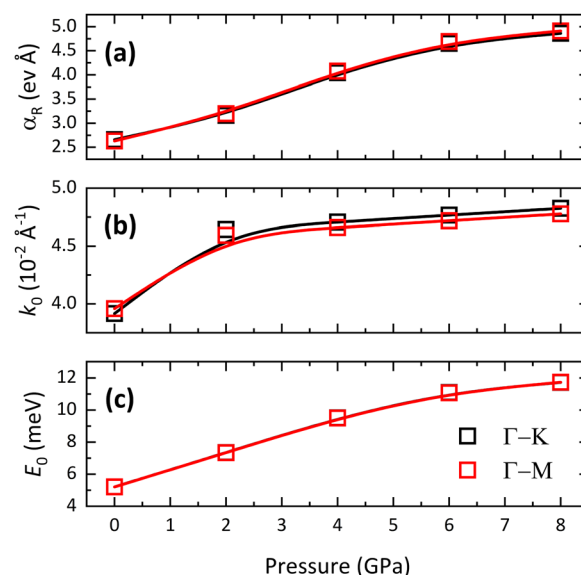 (a)
α_R (ev Å)
5.0
4.5
4.0
3.5
3.0
2.5
(b)
k_0 (10^-2 Å^-1)
5.0
4.5
4.0
(c)
E_0 (meV)
12
10
8
6
4
Γ–K
Γ–M
0 1 2 3 4 5 6 7 8
Pressure (GPa)